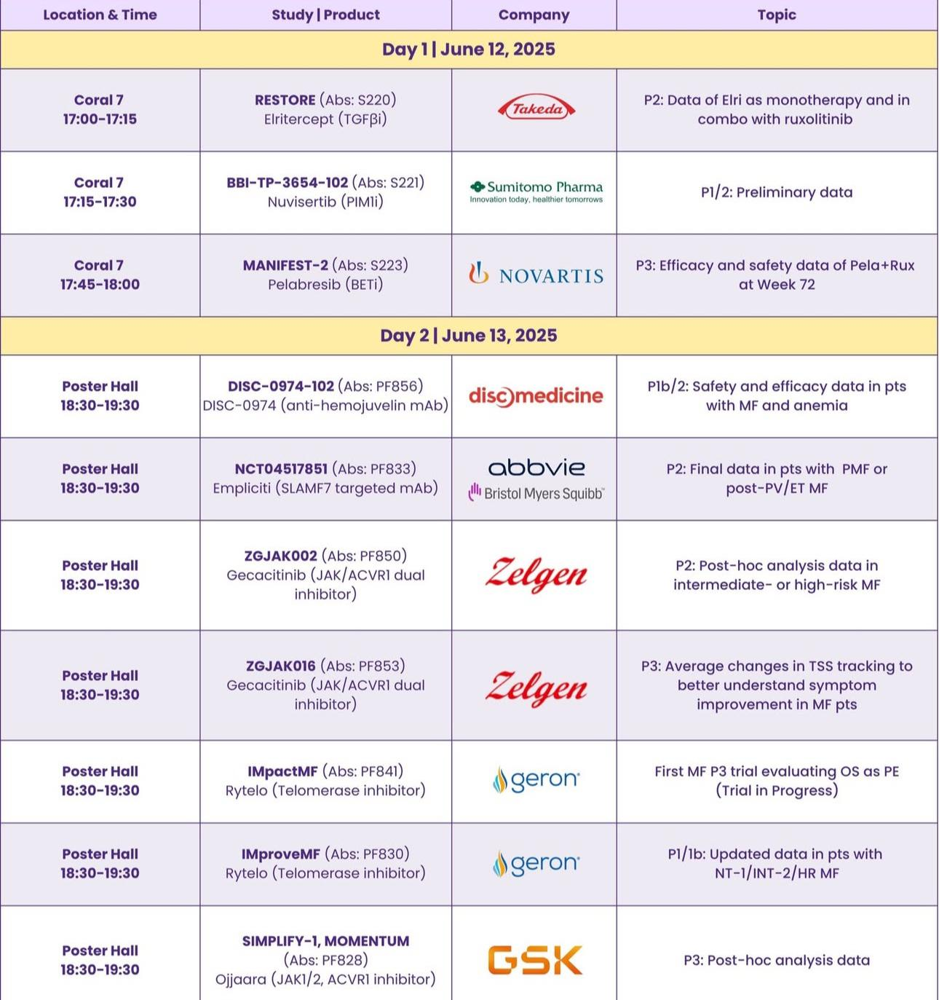 Location & Time
Study | Product
Company
Topic
Day 1 | June 12, 2025
Coral 7
17:00-17:15
RESTORE (Abs: S220)
Elritercept (TGFβi)
Takeda
P2: Data of Elri as monotherapy and in
combo with ruxolitinib
Coral 7
17:15-17:30
BBI-TP-3654-102 (Abs: S221)
Nuvisertib (PIM1i)
Sumitomo Pharma
Innovation today, healthier tomorrows
P1/2: Preliminary data
Coral 7
17:45-18:00
MANIFEST-2 (Abs: S223)
Pelabresib (BETi)
NOVARTIS
P3: Efficacy and safety data of Pela+Rux
at Week 72
Day 2 | June 13, 2025
Poster Hall
18:30-19:30
DISC-0974-102 (Abs: PF856)
DISC-0974 (anti-hemojuvelin mAb)
disc medicine
P1b/2: Safety and efficacy data in pts
with MF and anemia
Poster Hall
18:30-19:30
NCT04517851 (Abs: PF833)
Empliciti (SLAMF7 targeted mAb)
abbvie
Bristol Myers Squibb™
P2: Final data in pts with PMF or
post-PV/ET MF
Poster Hall
18:30-19:30
ZGJAK002 (Abs: PF850)
Gecacitinib (JAK/ACVR1 dual
inhibitor)
Zelgen
P2: Post-hoc analysis data in
intermediate- or high-risk MF
Poster Hall
18:30-19:30
ZGJAK016 (Abs: PF853)
Gecacitinib (JAK/ACVR1 dual
inhibitor)
Zelgen
P3: Average changes in TSS tracking to
better understand symptom
improvement in MF pts
Poster Hall
18:30-19:30
IMpactMF (Abs: PF841)
Rytelo (Telomerase inhibitor)
geron®
First MF P3 trial evaluating OS as PE
(Trial in Progress)
Poster Hall
18:30-19:30
IMproveMF (Abs: PF830)
Rytelo (Telomerase inhibitor)
geron®
P1/1b: Updated data in pts with
NT-1/INT-2/HR MF
Poster Hall
18:30-19:30
SIMPLIFY-1, MOMENTUM
(Abs: PF828)
Ojjaara (JAK1/2, ACVR1 inhibitor)
GSK
P3: Post-hoc analysis data